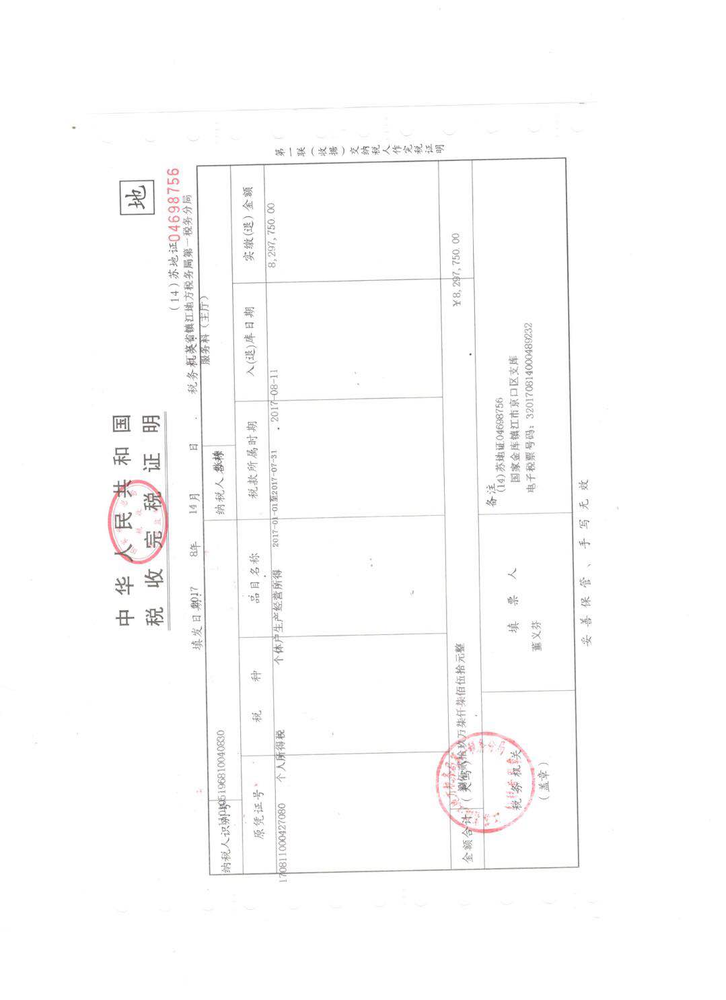 中华人民共和国
税收完税证明
地
(14)苏地证04698756
填发日期: 2017年 8月 14日
税务机关: 江苏省镇江地方税务局第一税务分局
服务科(主厅)
纳税人识别号 纳税人名称
原凭证号 税种 品目名称 税款所属时期 入(退)库日期 实缴(退)金额
170811000427080 个人所得税 个体户生产经营所得 2017-01-01至2017-07-31 2017-08-11 8,297,750.00
金额合计 (大写) 捌佰贰拾玖万柒仟柒佰伍拾元整 ¥8,297,750.00
税务机关
(盖章)
填票人
董义芬
备注
(14)苏地证04698756
国家金库镇江市京口区支库
电子税票号码: 320170814000489232
第一联(收据)交纳税人作完税证明
妥善保管、手写无效